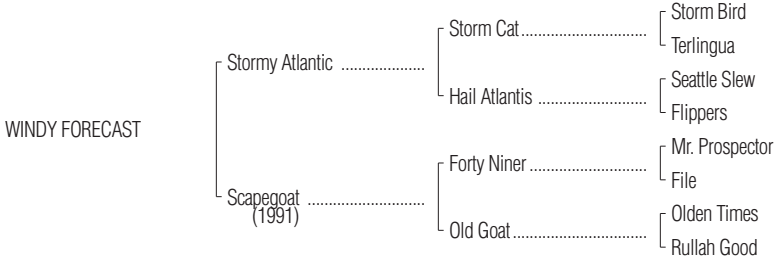 Storm Bird
Storm Cat..............................
Terlingua
Stormy Atlantic ....................
Seattle Slew
Hail Atlantis ..........................
Flippers
WINDY FORECAST
Mr. Prospector
Forty Niner............................
File
Scapegoat ............................
(1991)
Olden Times
Old Goat................................
Rullah Good